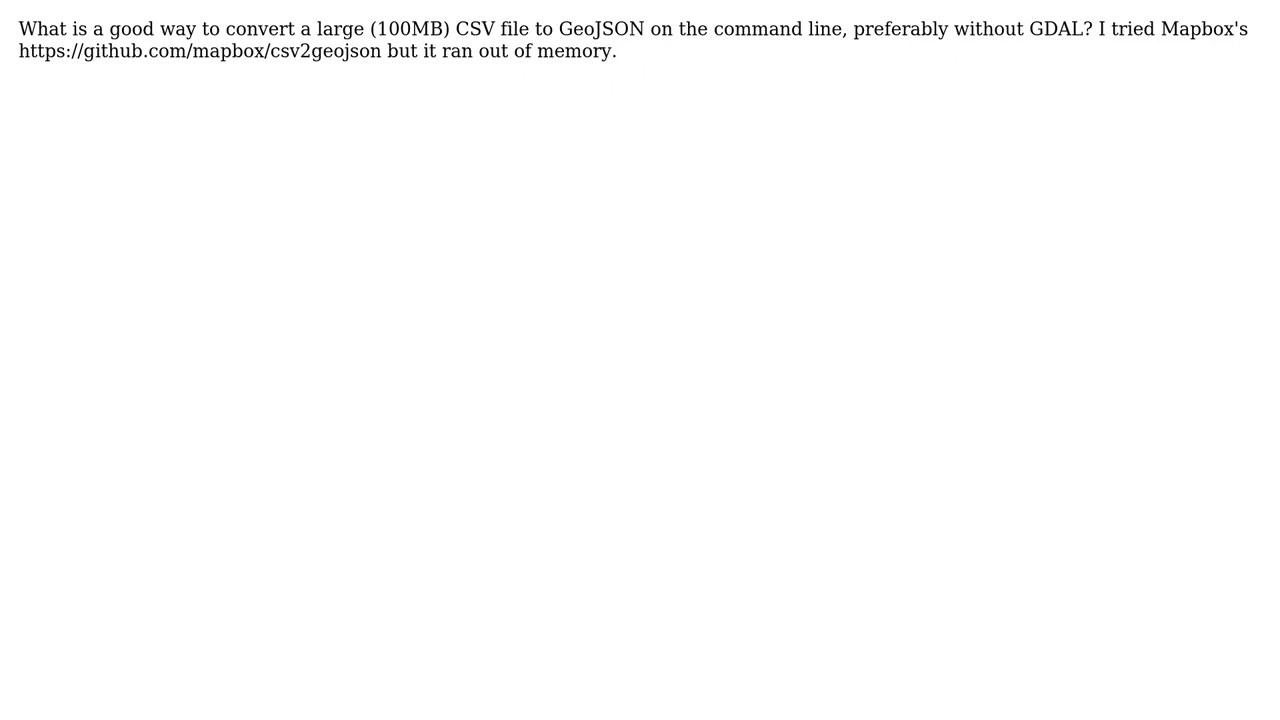 What is a good way to convert a large (100MB) CSV file to GeoJSON on the command line, preferably without GDAL? I tried Mapbox's
https://github.com/mapbox/csv2geojson but it ran out of memory.